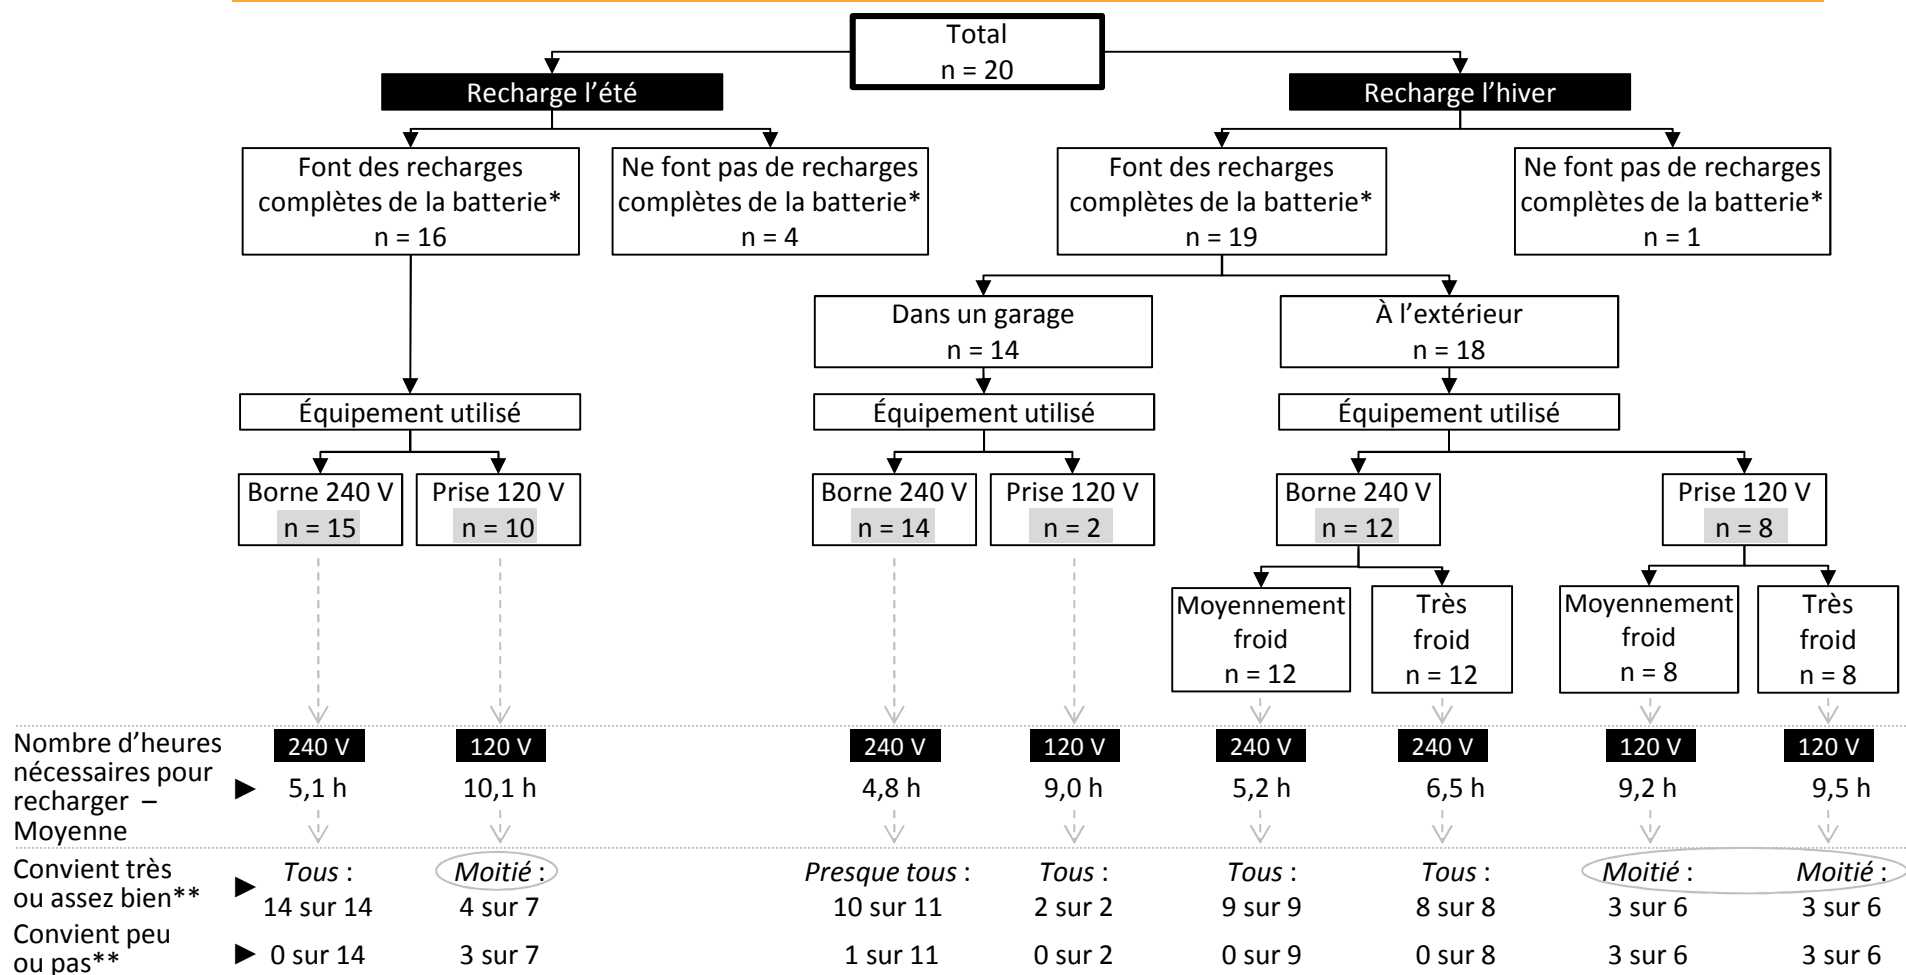 Total
n = 20
Recharge l'été
Recharge l'hiver
Font des recharges
complètes de la batterie*
n = 16
Ne font pas de recharges
complètes de la batterie*
n = 4
Font des recharges
complètes de la batterie*
n = 19
Ne font pas de recharges
complètes de la batterie*
n = 1
Dans un garage
n = 14
À l'extérieur
n = 18
Équipement utilisé
Équipement utilisé
Équipement utilisé
Borne 240 V
n = 15
Prise 120 V
n = 10
Borne 240 V
n = 14
Prise 120 V
n = 2
Borne 240 V
n = 12
Prise 120 V
n = 8
Moyennement
froid
n = 12
Très
froid
n = 12
Moyennement
froid
n = 8
Très
froid
n = 8
Nombre d'heures
nécessaires pour
recharger –
Moyenne
240 V 120 V 240 V 120 V 240 V 240 V 120 V 120 V
► 5,1 h 10,1 h 4,8 h 9,0 h 5,2 h 6,5 h 9,2 h 9,5 h
Convient très
ou assez bien**
► Tous : Moitié : Presque tous : Tous : Tous : Tous : Moitié : Moitié :
14 sur 14 4 sur 7 10 sur 11 2 sur 2 9 sur 9 8 sur 8 3 sur 6 3 sur 6
Convient peu
ou pas**
► 0 sur 14 3 sur 7 1 sur 11 0 sur 2 0 sur 9 0 sur 8 3 sur 6 3 sur 6